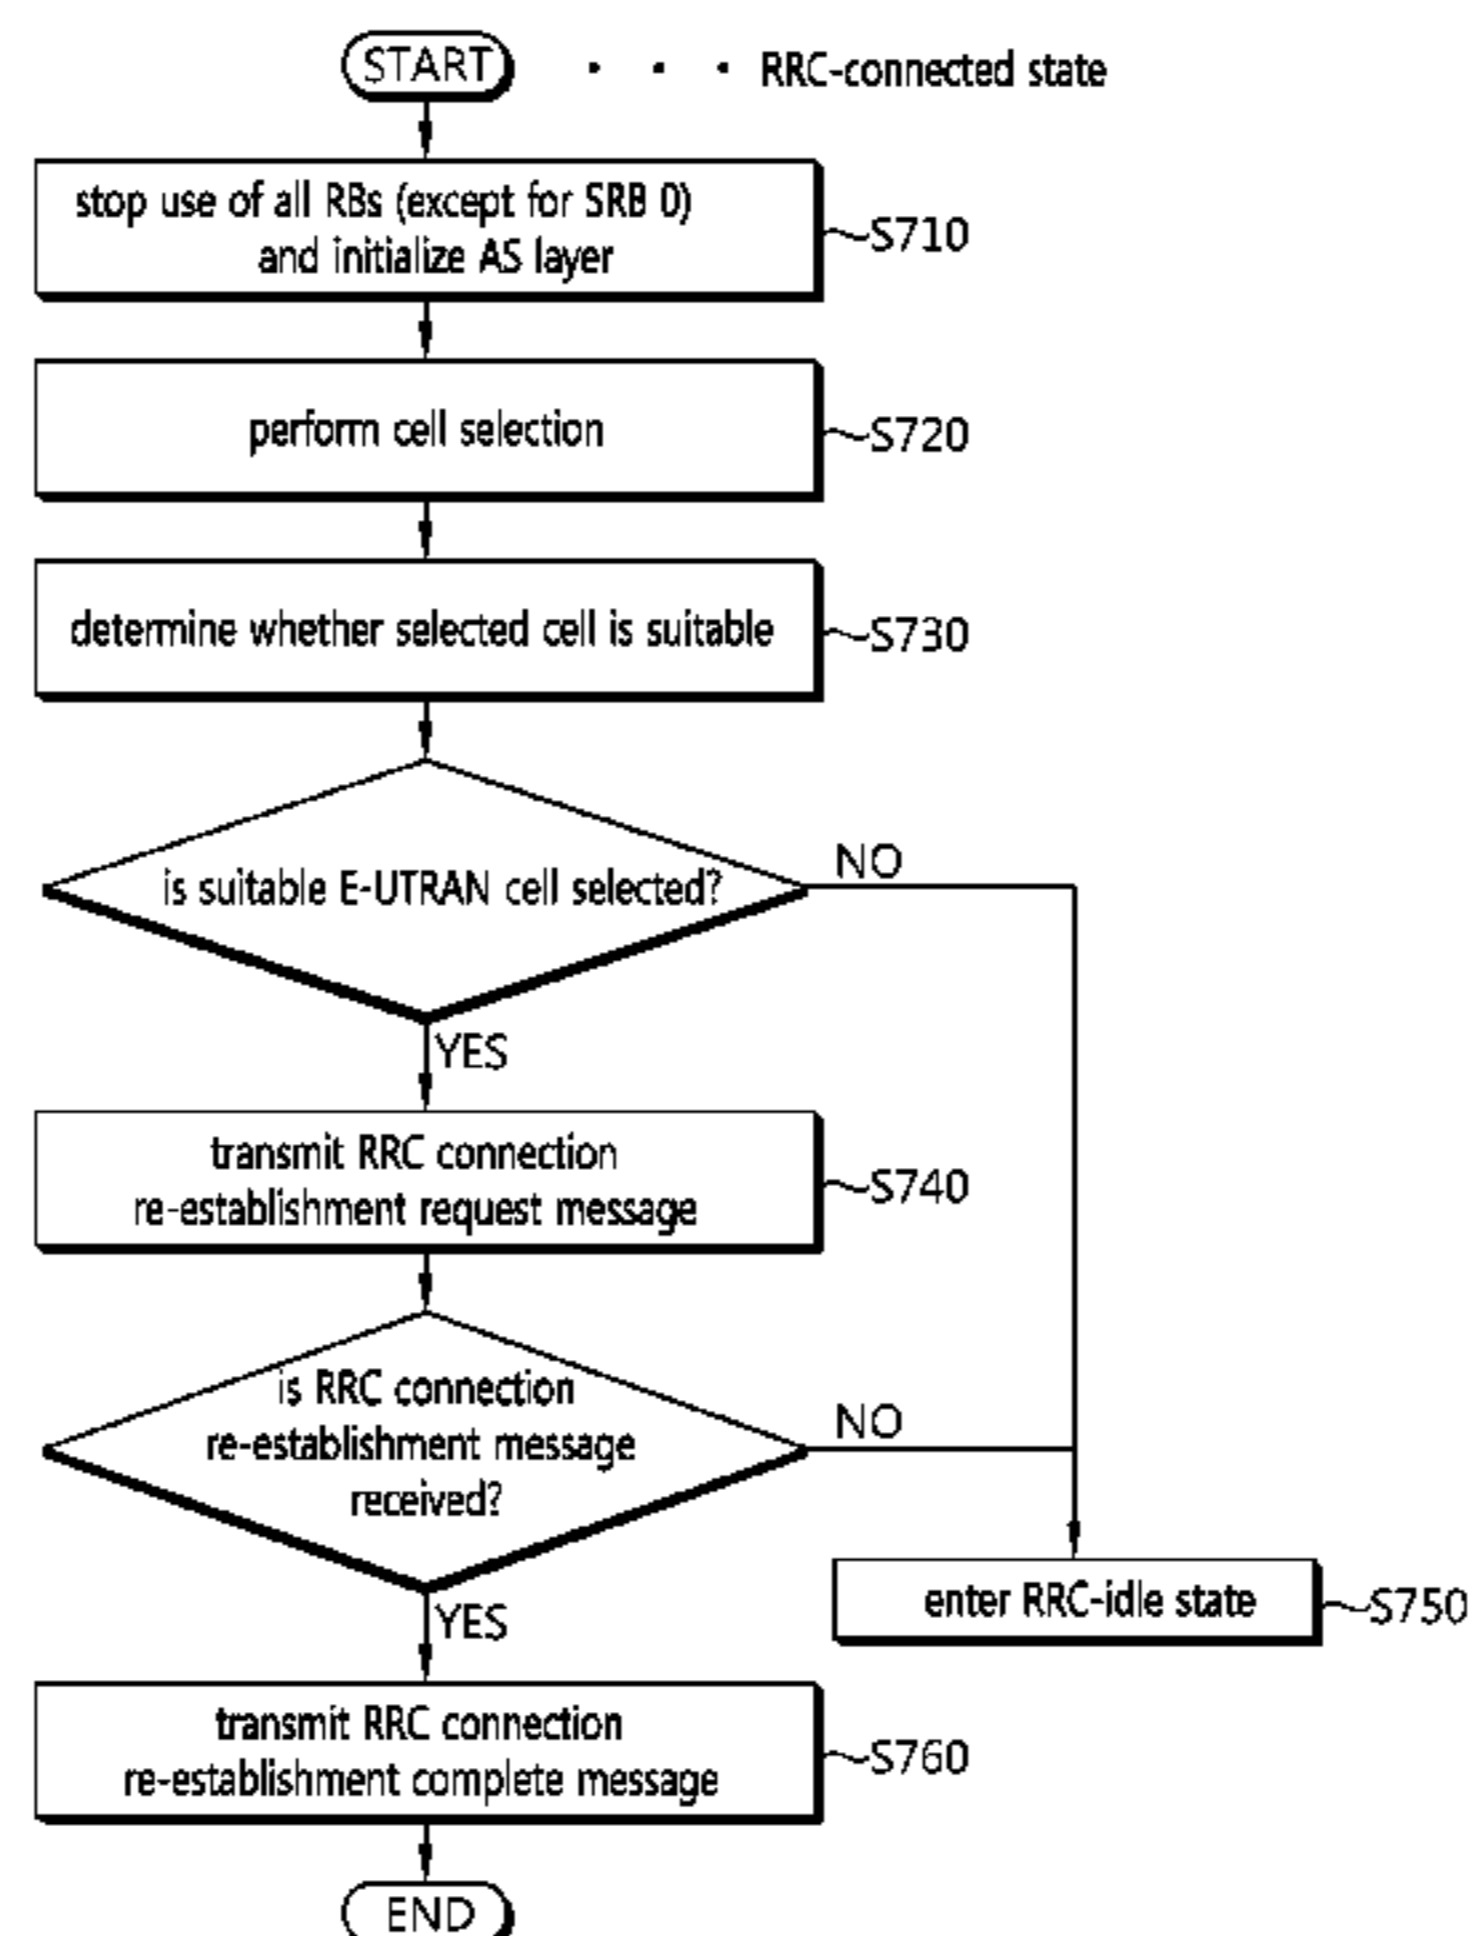 START . . . RRC-connected state
stop use of all RBs (except for SRB 0)
and initialize AS layer
S710
perform cell selection
S720
determine whether selected cell is suitable
S730
is suitable E-UTRAN cell selected?
NO
YES
transmit RRC connection
re-establishment request message
S740
is RRC connection
re-establishment message
received?
NO
YES
enter RRC-idle state
S750
transmit RRC connection
re-establishment complete message
S760
END